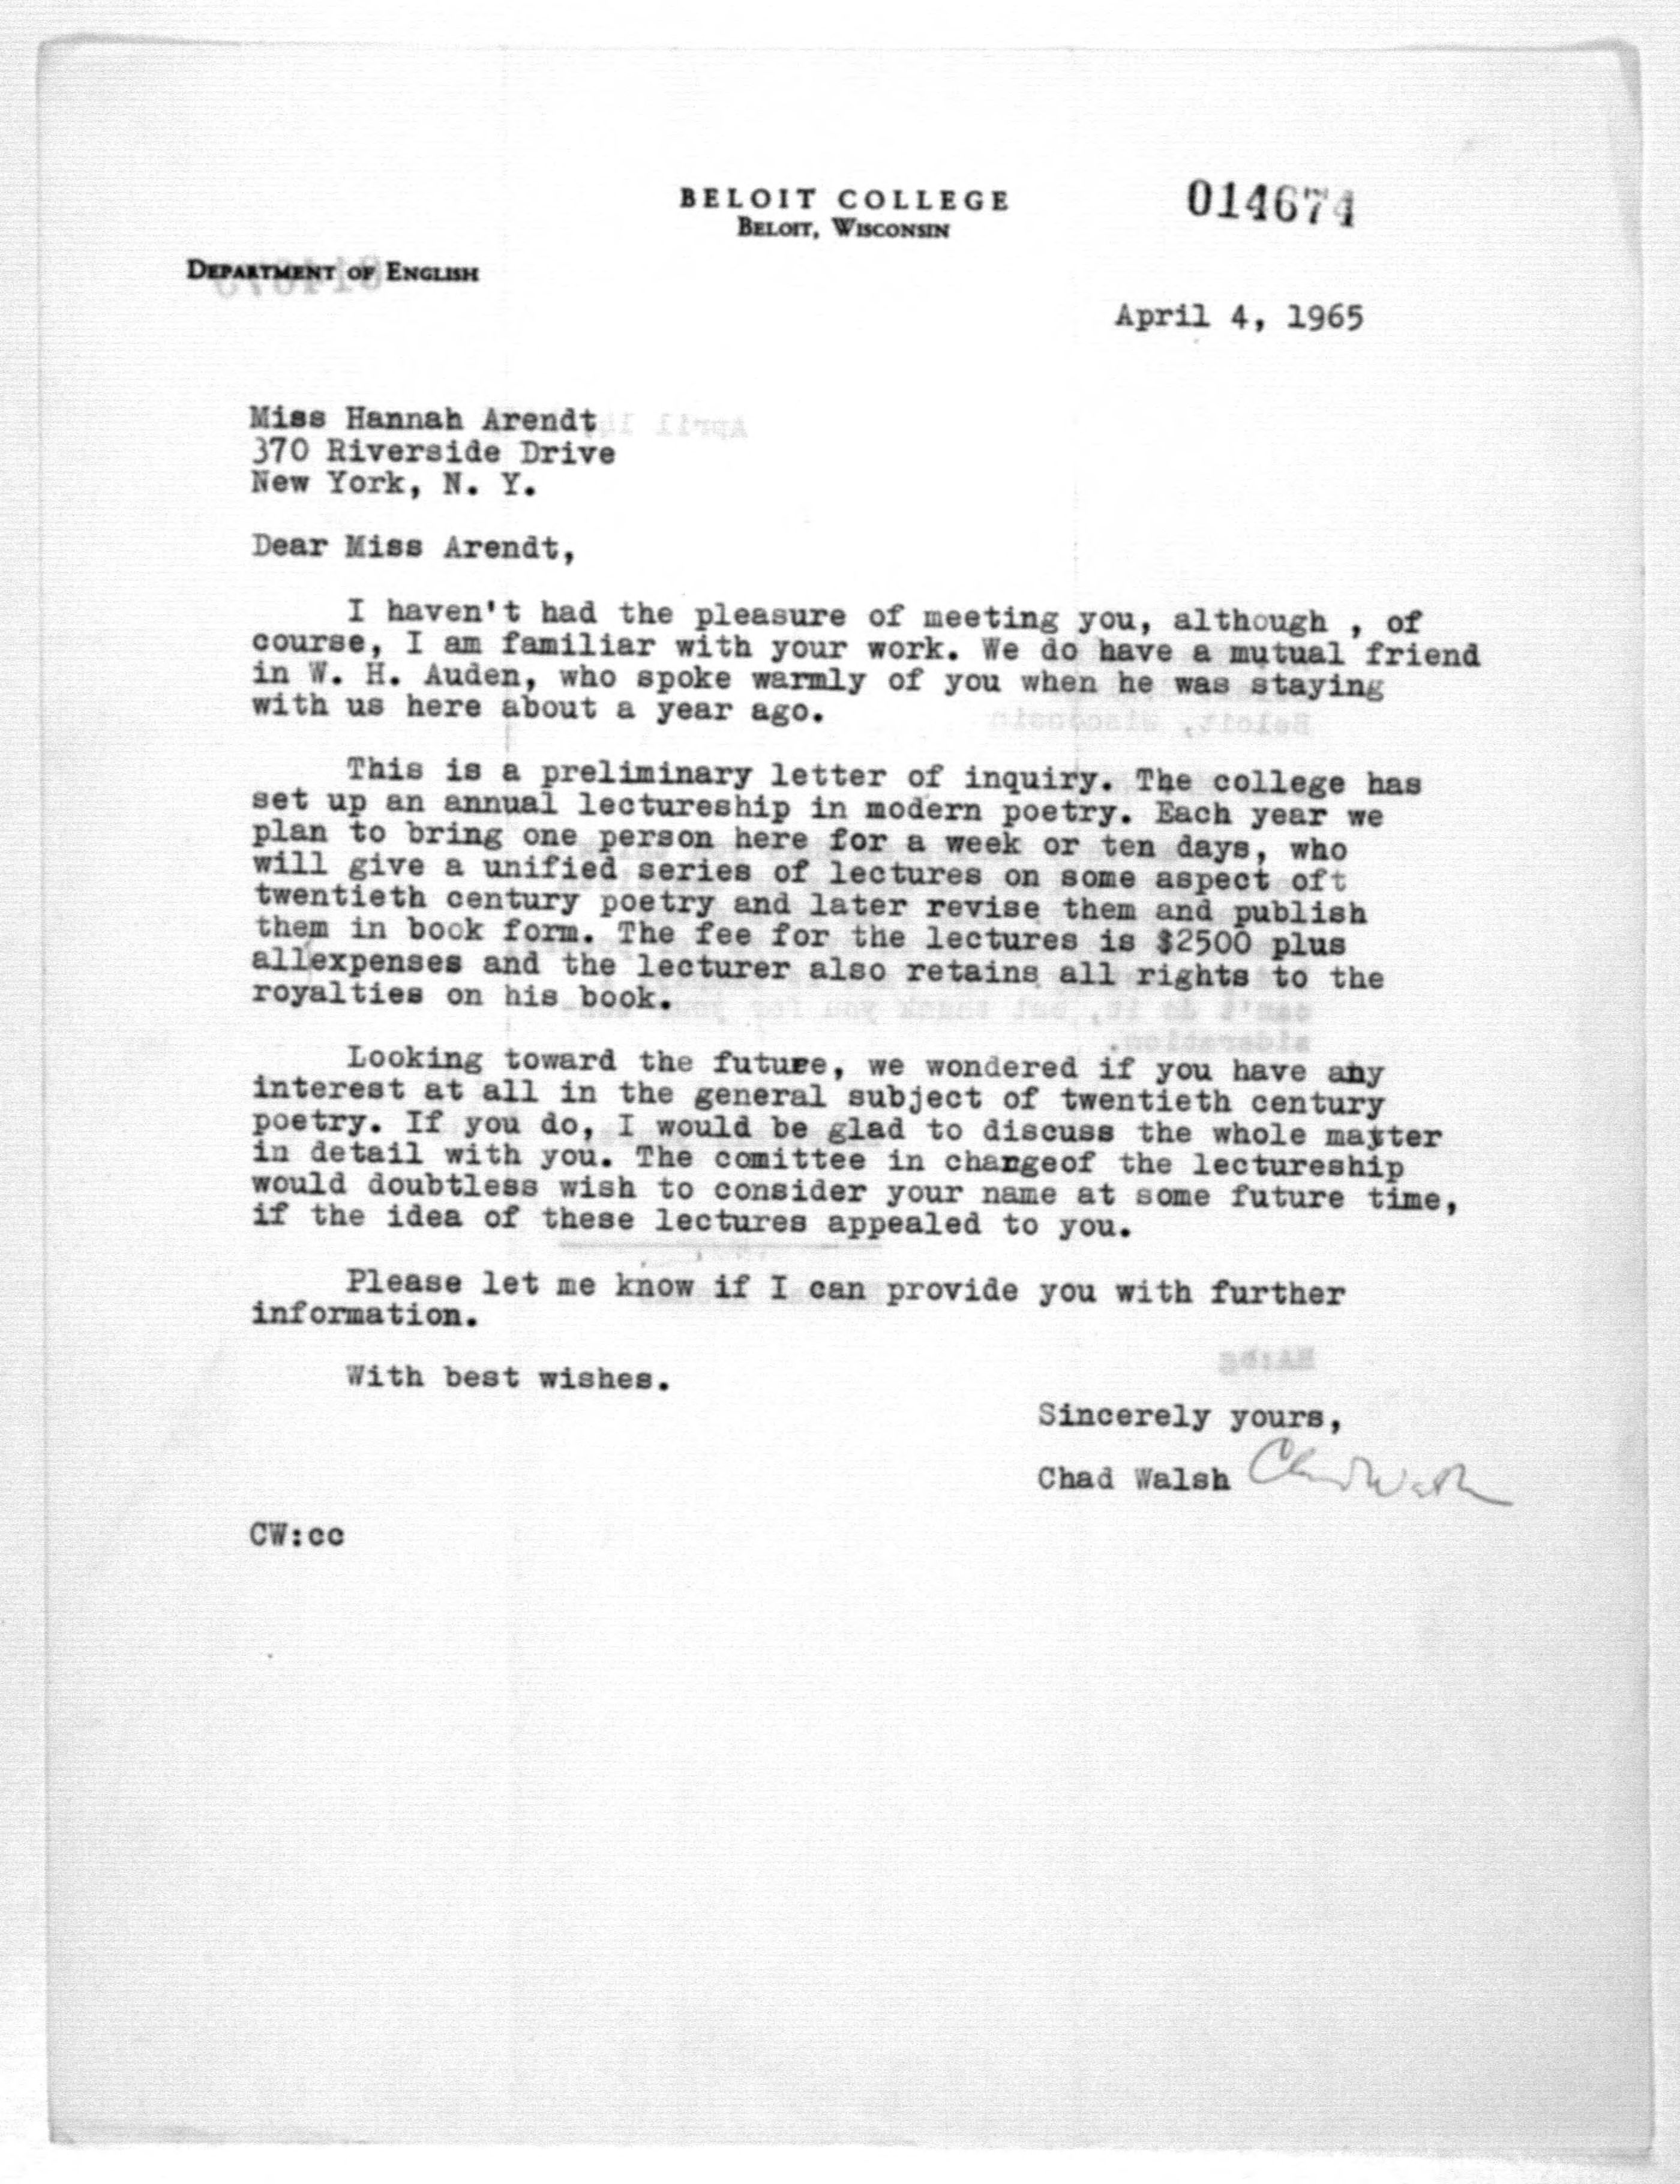 BELOIT COLLEGE
BELOIT, WISCONSIN
014674
DEPARTMENT OF ENGLISH
April 4, 1965
Miss Hannah Arendt
370 Riverside Drive
New York, N. Y.
Dear Miss Arendt,
I haven't had the pleasure of meeting you, although , of
course, I am familiar with your work. We do have a mutual friend
in W. H. Auden, who spoke warmly of you when he was staying
with us here about a year ago.
This is a preliminary letter of inquiry. The college has
set up an annual lectureship in modern poetry. Each year we
plan to bring one person here for a week or ten days, who
will give a unified series of lectures on some aspect oft
twentieth century poetry and later revise them and publish
them in book form. The fee for the lectures is $2500 plus
allexpenses and the lecturer also retains all rights to the
royalties on his book.
Looking toward the future, we wondered if you have any
interest at all in the general subject of twentieth century
poetry. If you do, I would be glad to discuss the whole matter
in detail with you. The comittee in chargeof the lectureship
would doubtless wish to consider your name at some future time,
if the idea of these lectures appealed to you.
Please let me know if I can provide you with further
information.
With best wishes.
Sincerely yours,
Chad Walsh Chad Walsh
CW:cc